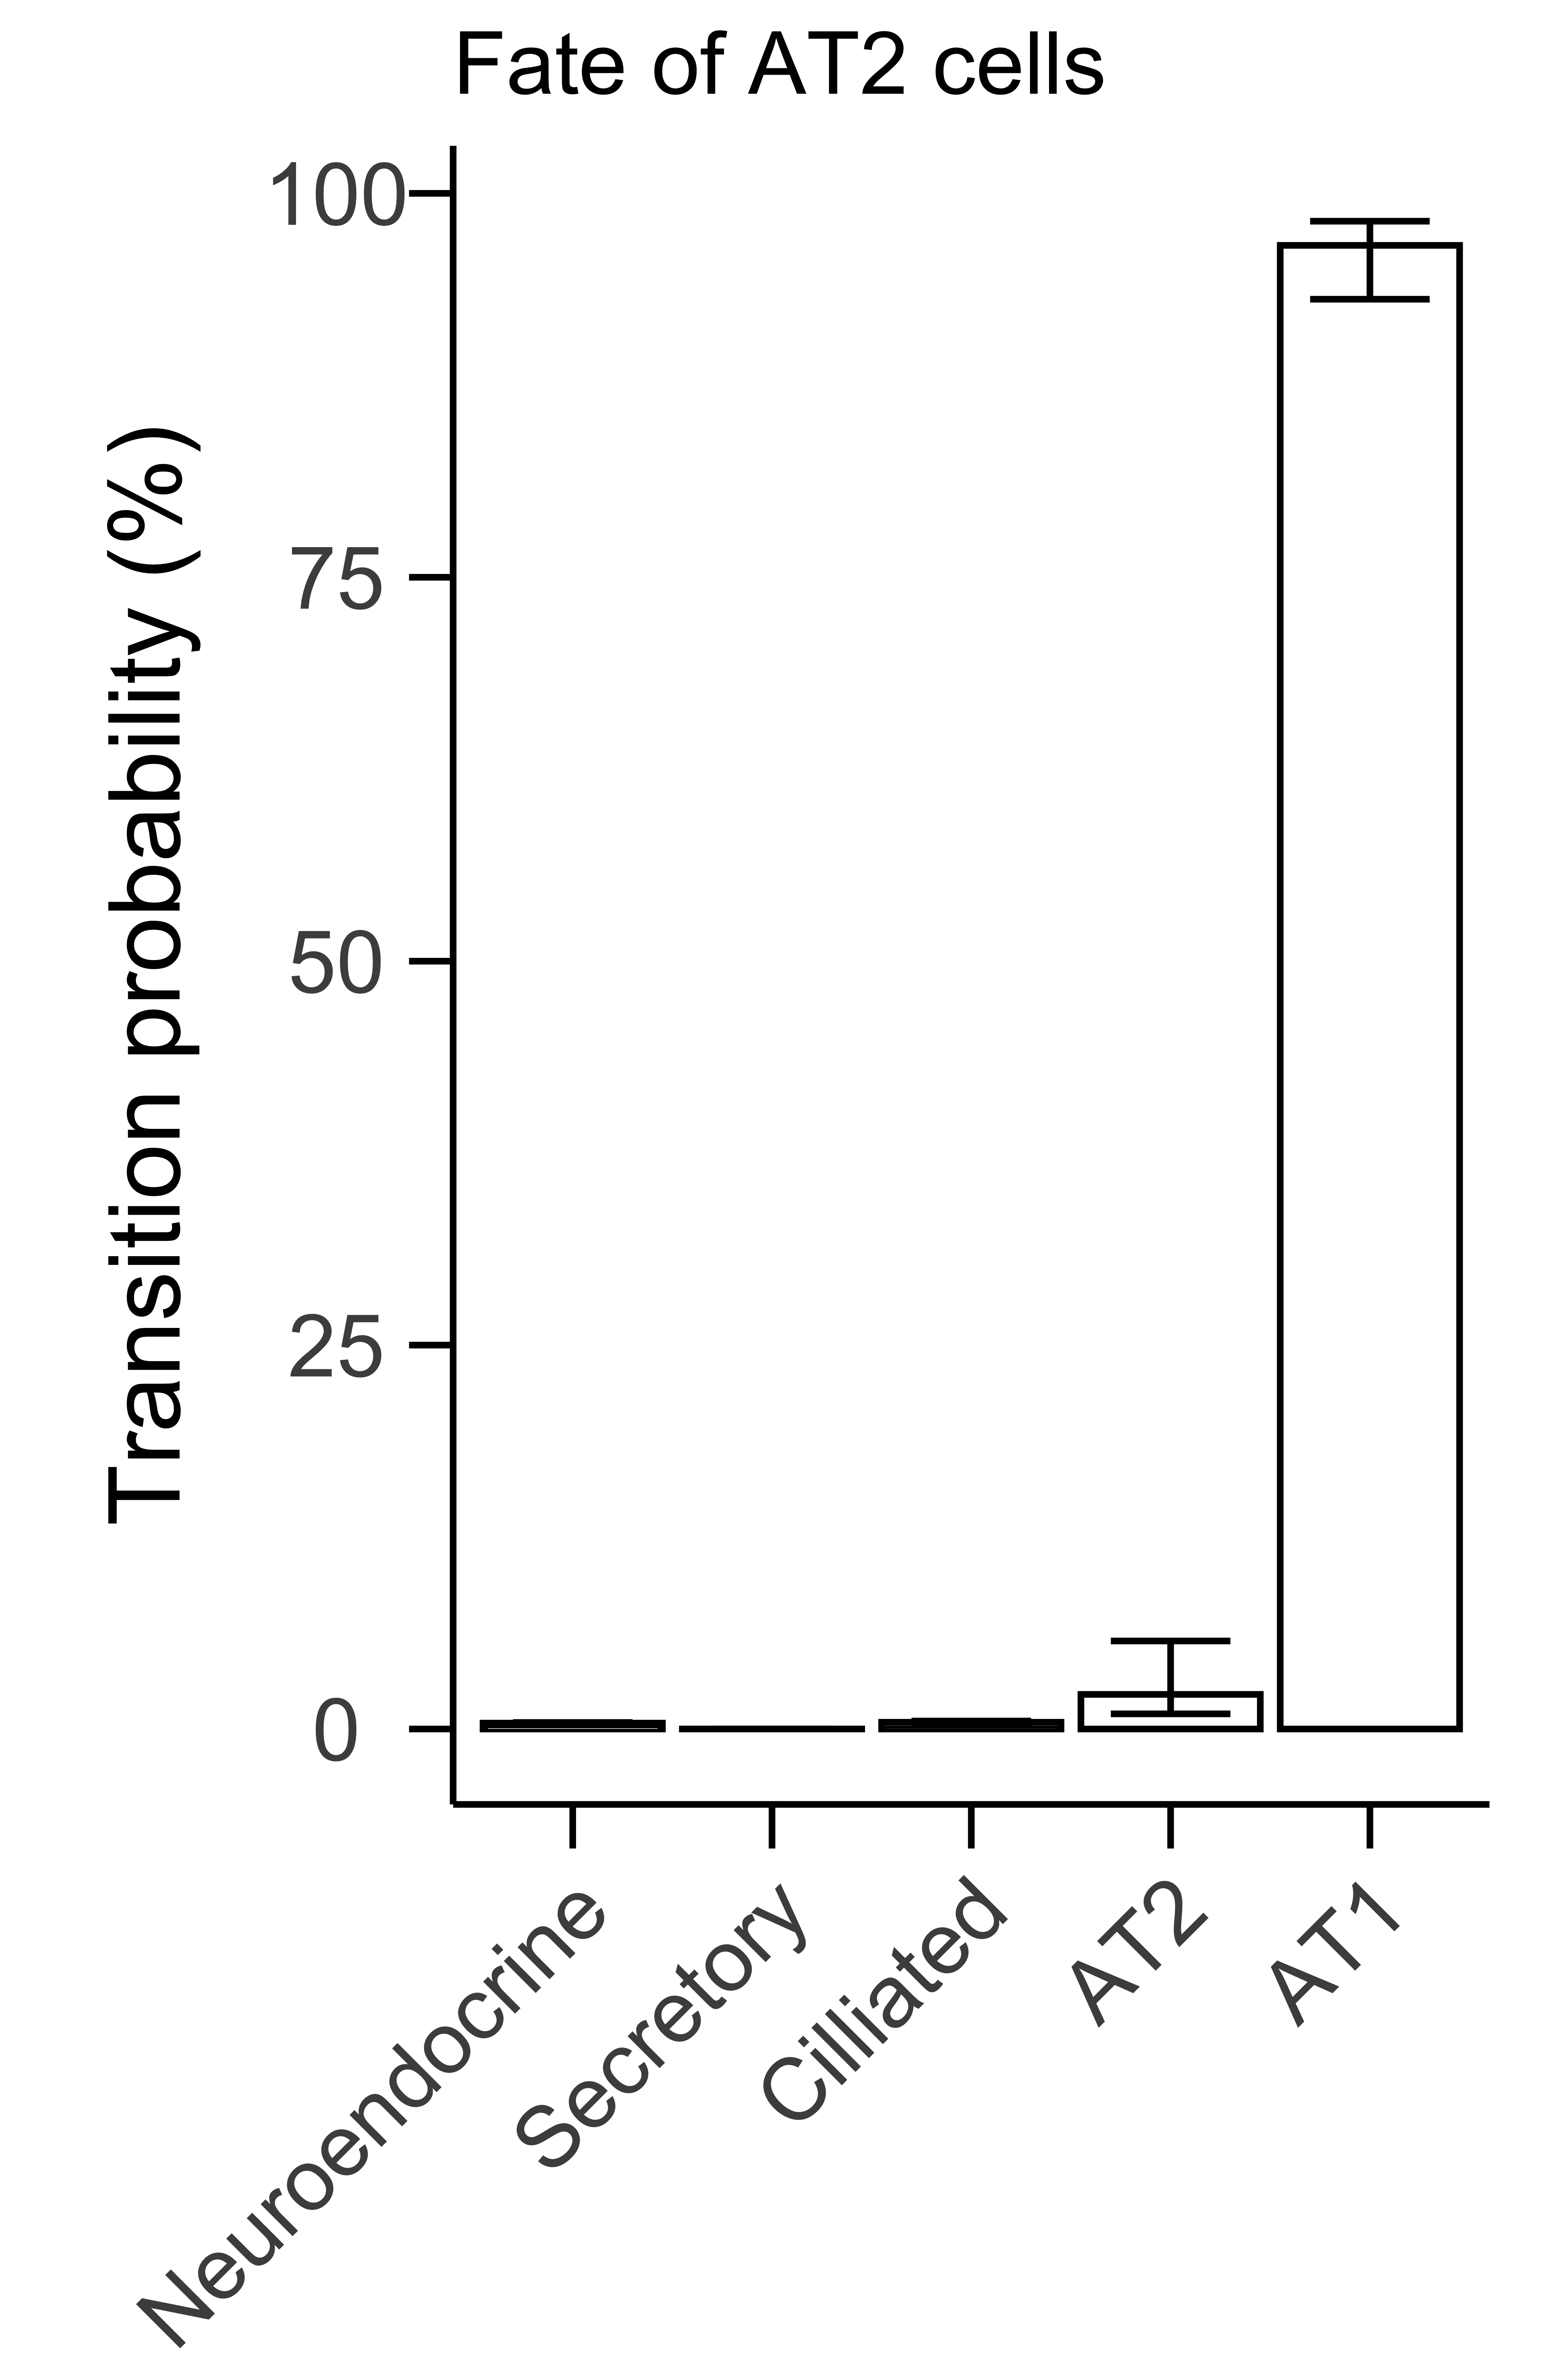 Fate of AT2 cells
Transition probability (%)
100
75
50
25
0
Neuroendocrine
Secretory
Cilliated
AT2
AT1